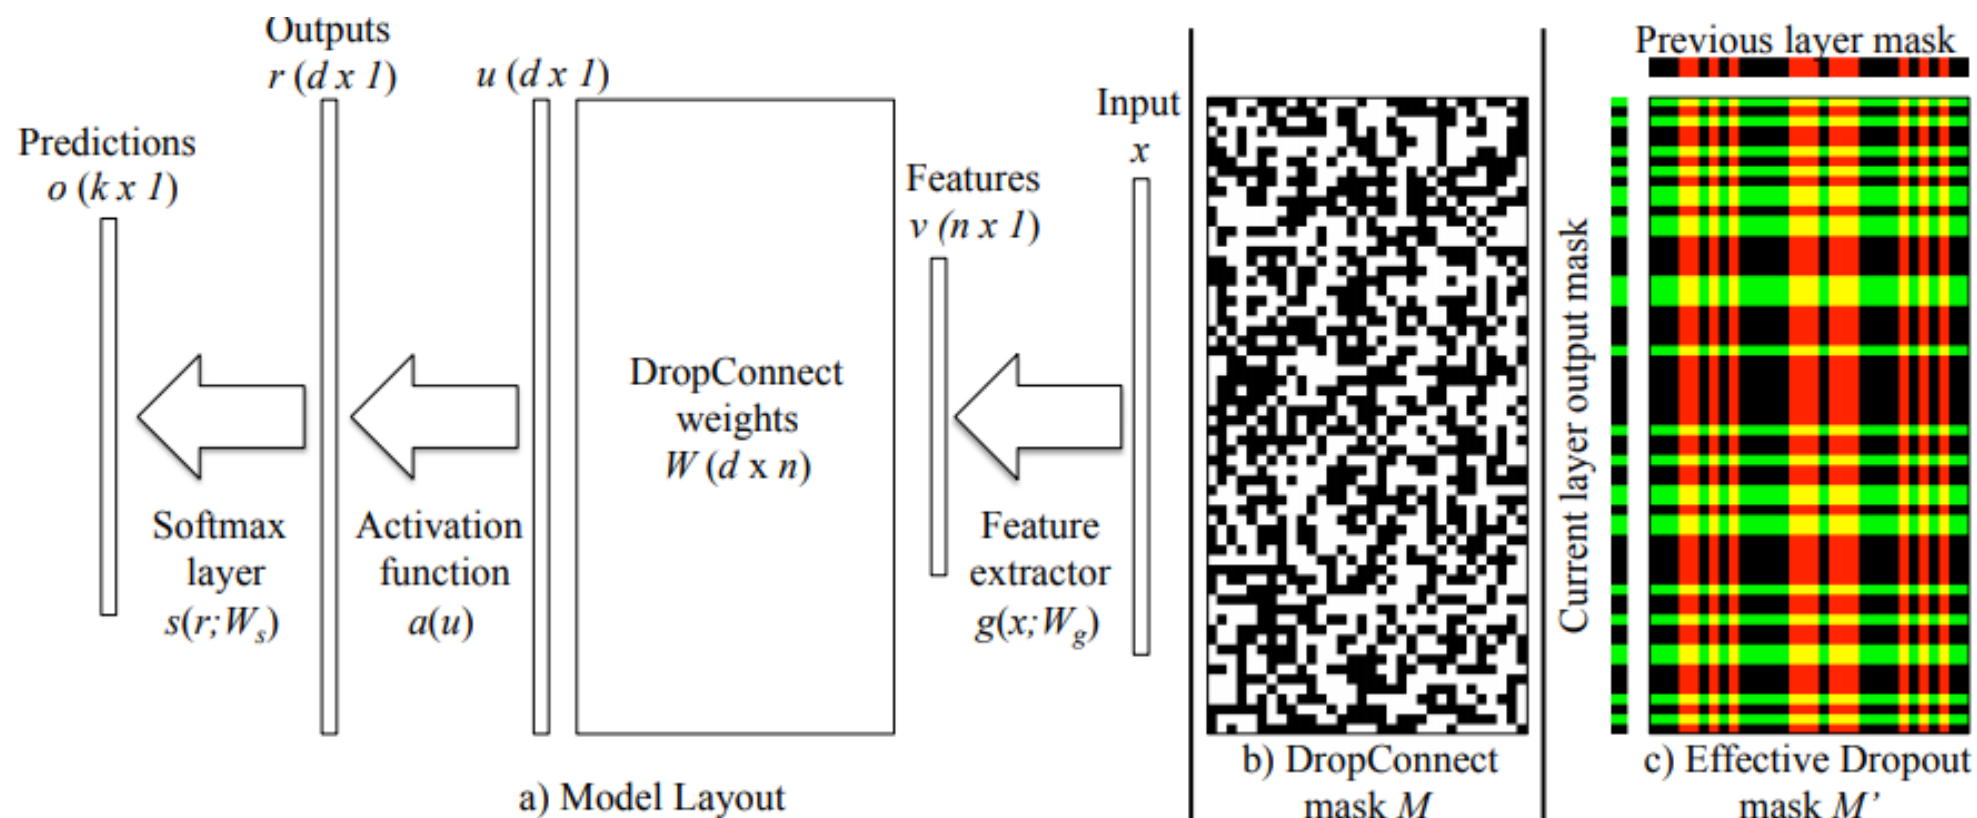 Outputs
r (d x 1)
u (d x 1)
Predictions
o (k x 1)
Input
x
Features
v (n x 1)
DropConnect
weights
W (d x n)
Softmax
layer
s(r;Ws)
Activation
function
a(u)
Feature
extractor
g(x;Wg)
a) Model Layout
b) DropConnect
mask M
Previous layer mask
Current layer output mask
c) Effective Dropout
mask M’